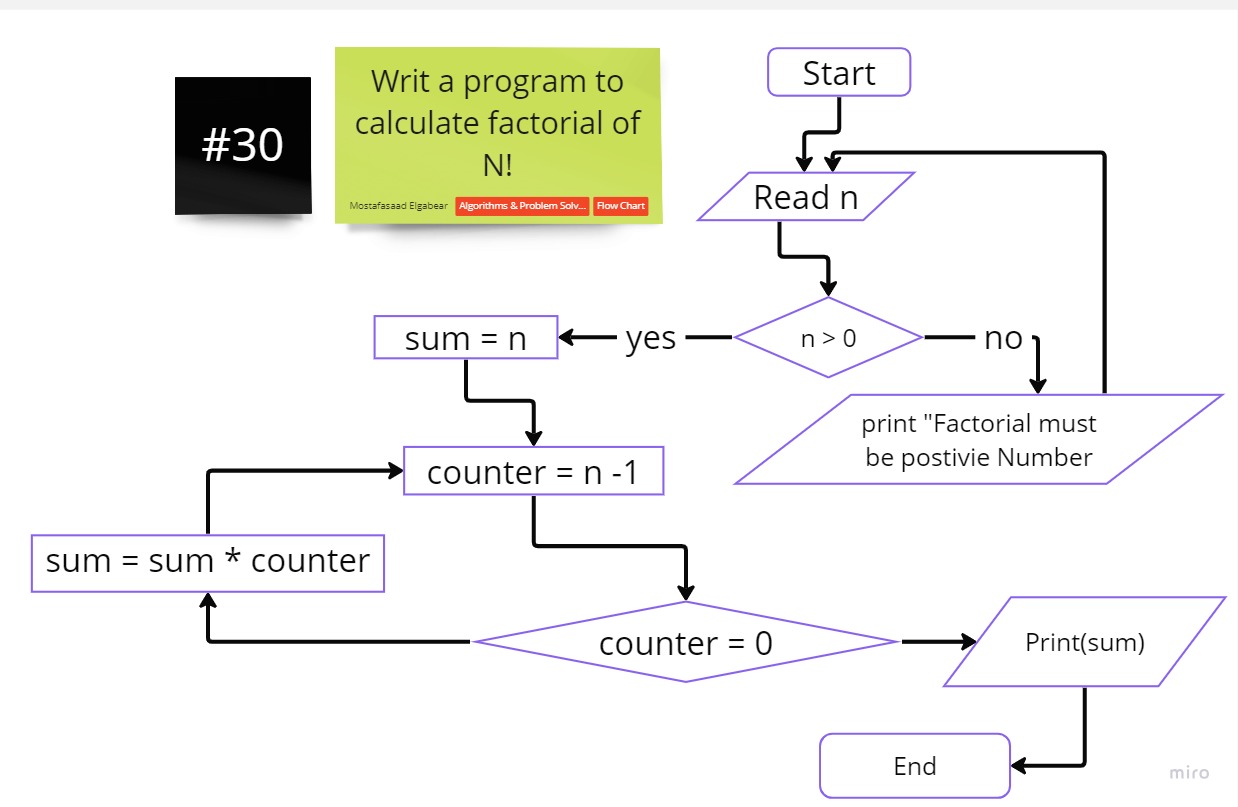 #30
Writ a program to
calculate factorial of
N!
Mostafasaad Elgabear
Algorithms & Problem Solv...
Flow Chart
Start
Read n
n > 0
yes
no
sum = n
print "Factorial must
be postivie Number
counter = n -1
sum = sum * counter
counter = 0
Print(sum)
End
miro